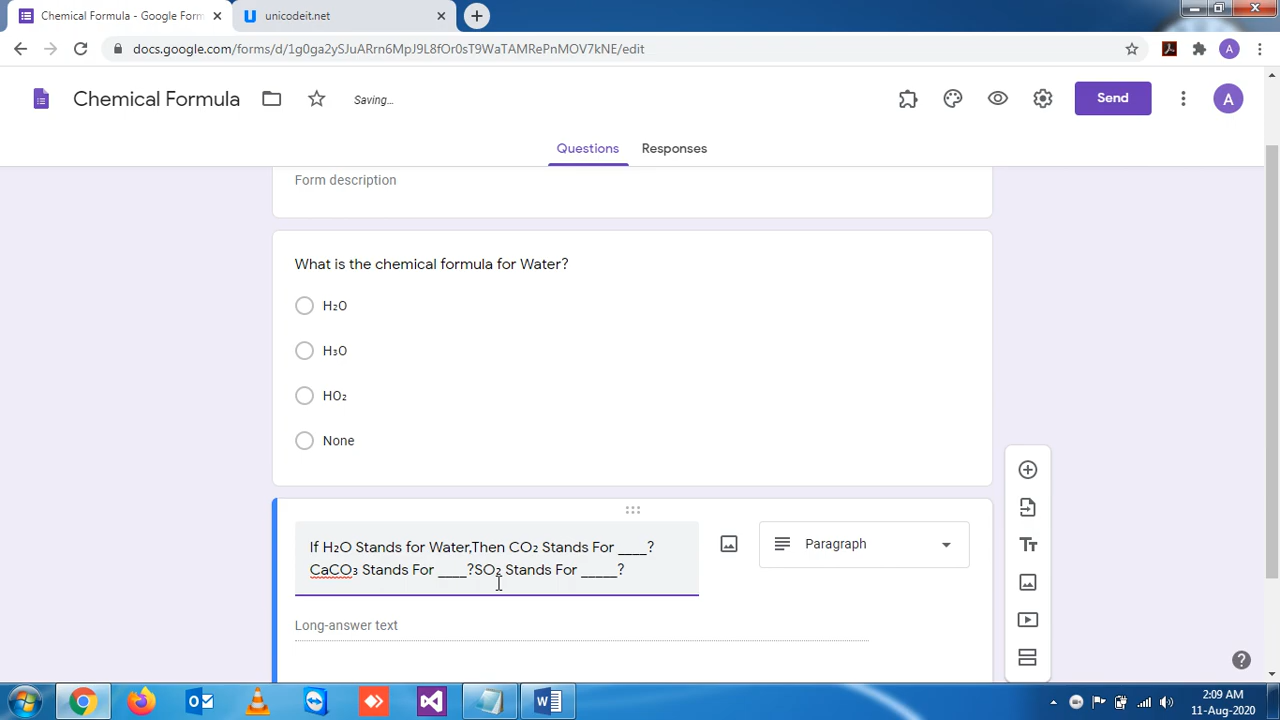 Chemical Formula - Google Form
unicodeit.net
docs.google.com/forms/d/1g0ga2ySJuARrn6MpJ9L8fOr0sT9WaTAMRePnMOV7kNE/edit
A
Chemical Formula
Saving...
Send
A
Questions
Responses
Form description
What is the chemical formula for Water?
H₂O
H₃O
HO₂
None
If H₂O Stands for Water,Then CO₂ Stands For ____?
CaCO₃ Stands For ____?SO₂ Stands For _____?
Paragraph
Long-answer text
2:09 AM
11-Aug-2020